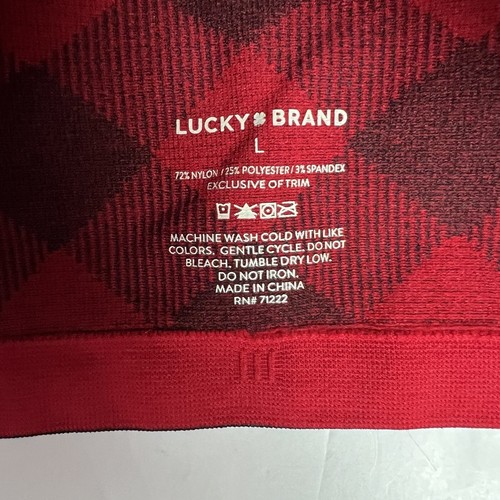 LUCKY BRAND
L
72% NYLON / 25% POLYESTER / 3% SPANDEX
EXCLUSIVE OF TRIM
MACHINE WASH COLD WITH LIKE
COLORS. GENTLE CYCLE. DO NOT
BLEACH. TUMBLE DRY LOW.
DO NOT IRON.
MADE IN CHINA
RN# 71222